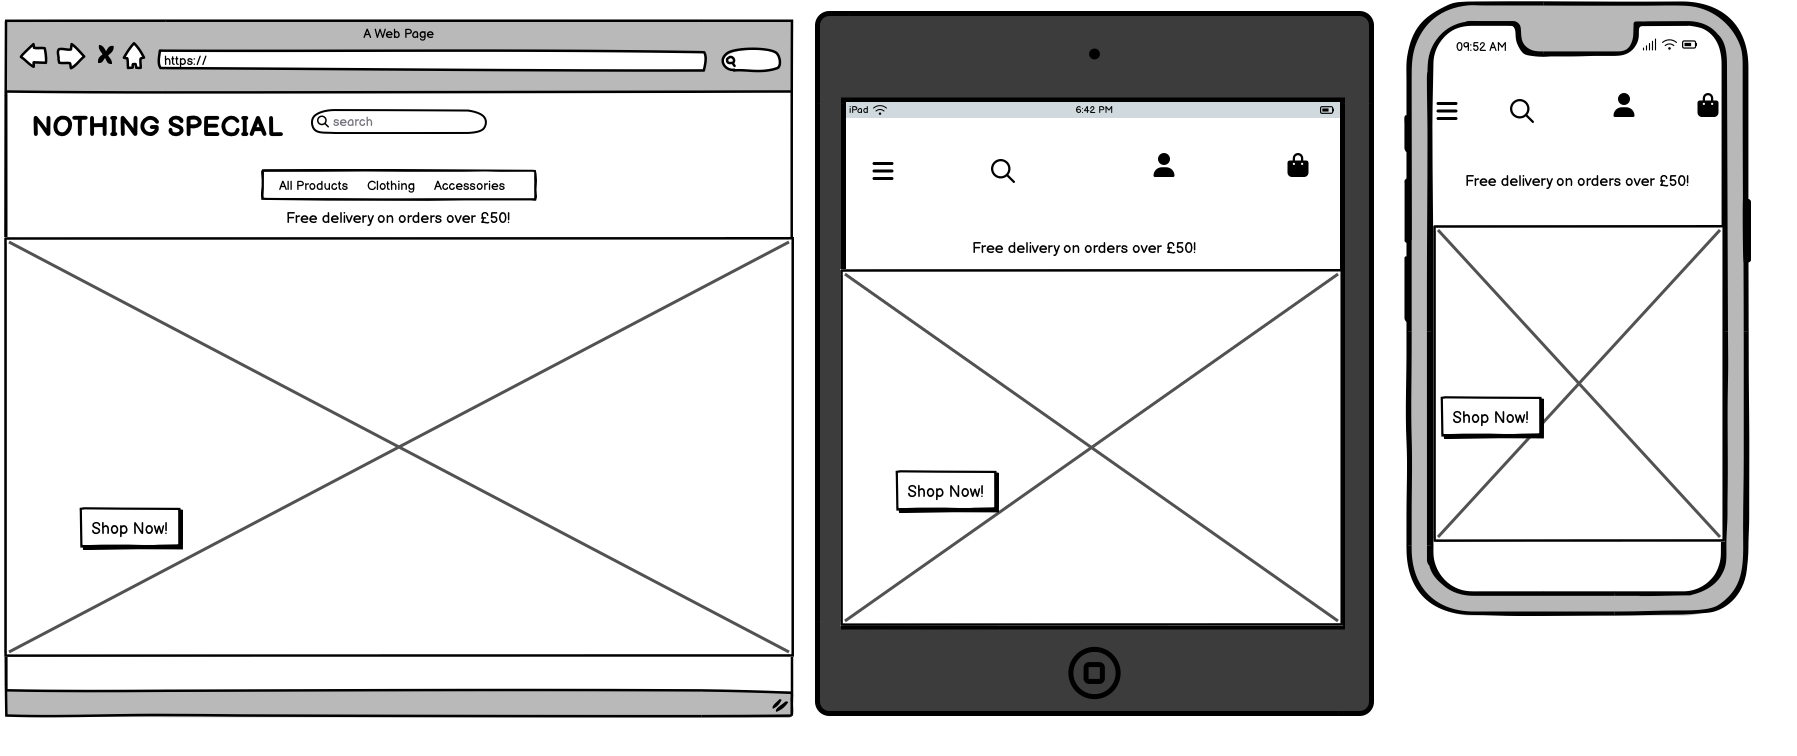 A Web Page
https://
NOTHING SPECIAL
search
All Products Clothing Accessories
Free delivery on orders over £50!
Shop Now!
iPad 6:42 PM
Free delivery on orders over £50!
Shop Now!
09:52 AM
Free delivery on orders over £50!
Shop Now!